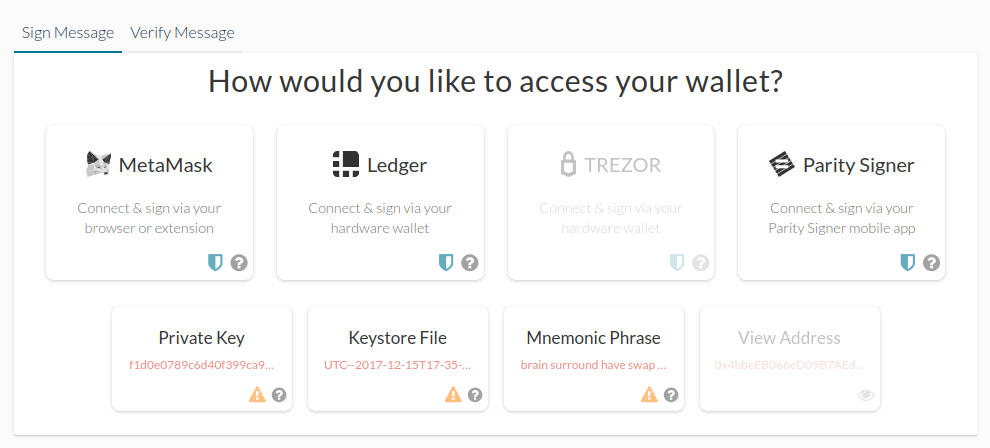 Sign Message Verify Message
How would you like to access your wallet?
MetaMask
Connect & sign via your
browser or extension
Ledger
Connect & sign via your
hardware wallet
TREZOR
Connect & sign via your
hardware wallet
Parity Signer
Connect & sign via your
Parity Signer mobile app
Private Key
f1d0e0789c6d40f399ca9...
Keystore File
UTC--2017-12-15T17-35-...
Mnemonic Phrase
brain surround have swap ...
View Address
0x4bbeEB066eD09B7AEd...